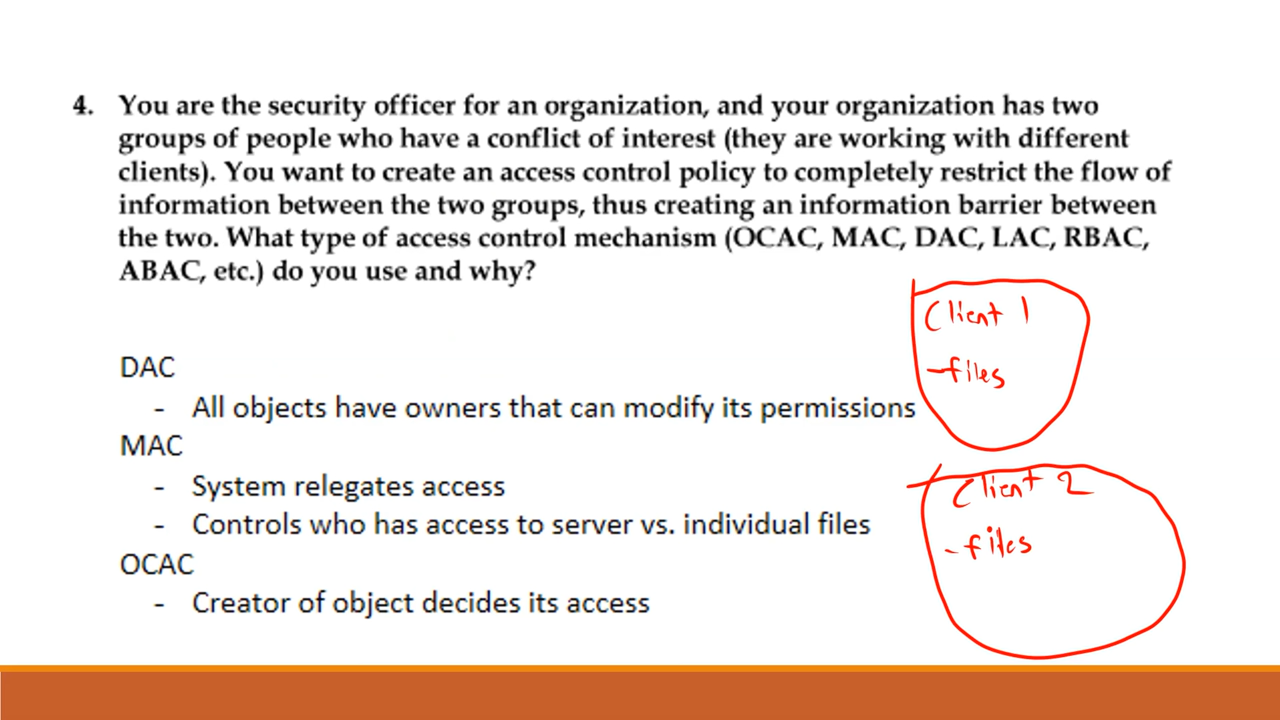 4. You are the security officer for an organization, and your organization has two
groups of people who have a conflict of interest (they are working with different
clients). You want to create an access control policy to completely restrict the flow of
information between the two groups, thus creating an information barrier between
the two. What type of access control mechanism (OCAC, MAC, DAC, LAC, RBAC,
ABAC, etc.) do you use and why?
DAC
- All objects have owners that can modify its permissions
MAC
- System relegates access
- Controls who has access to server vs. individual files
OCAC
- Creator of object decides its access
Client 1
-files
Client 2
-files